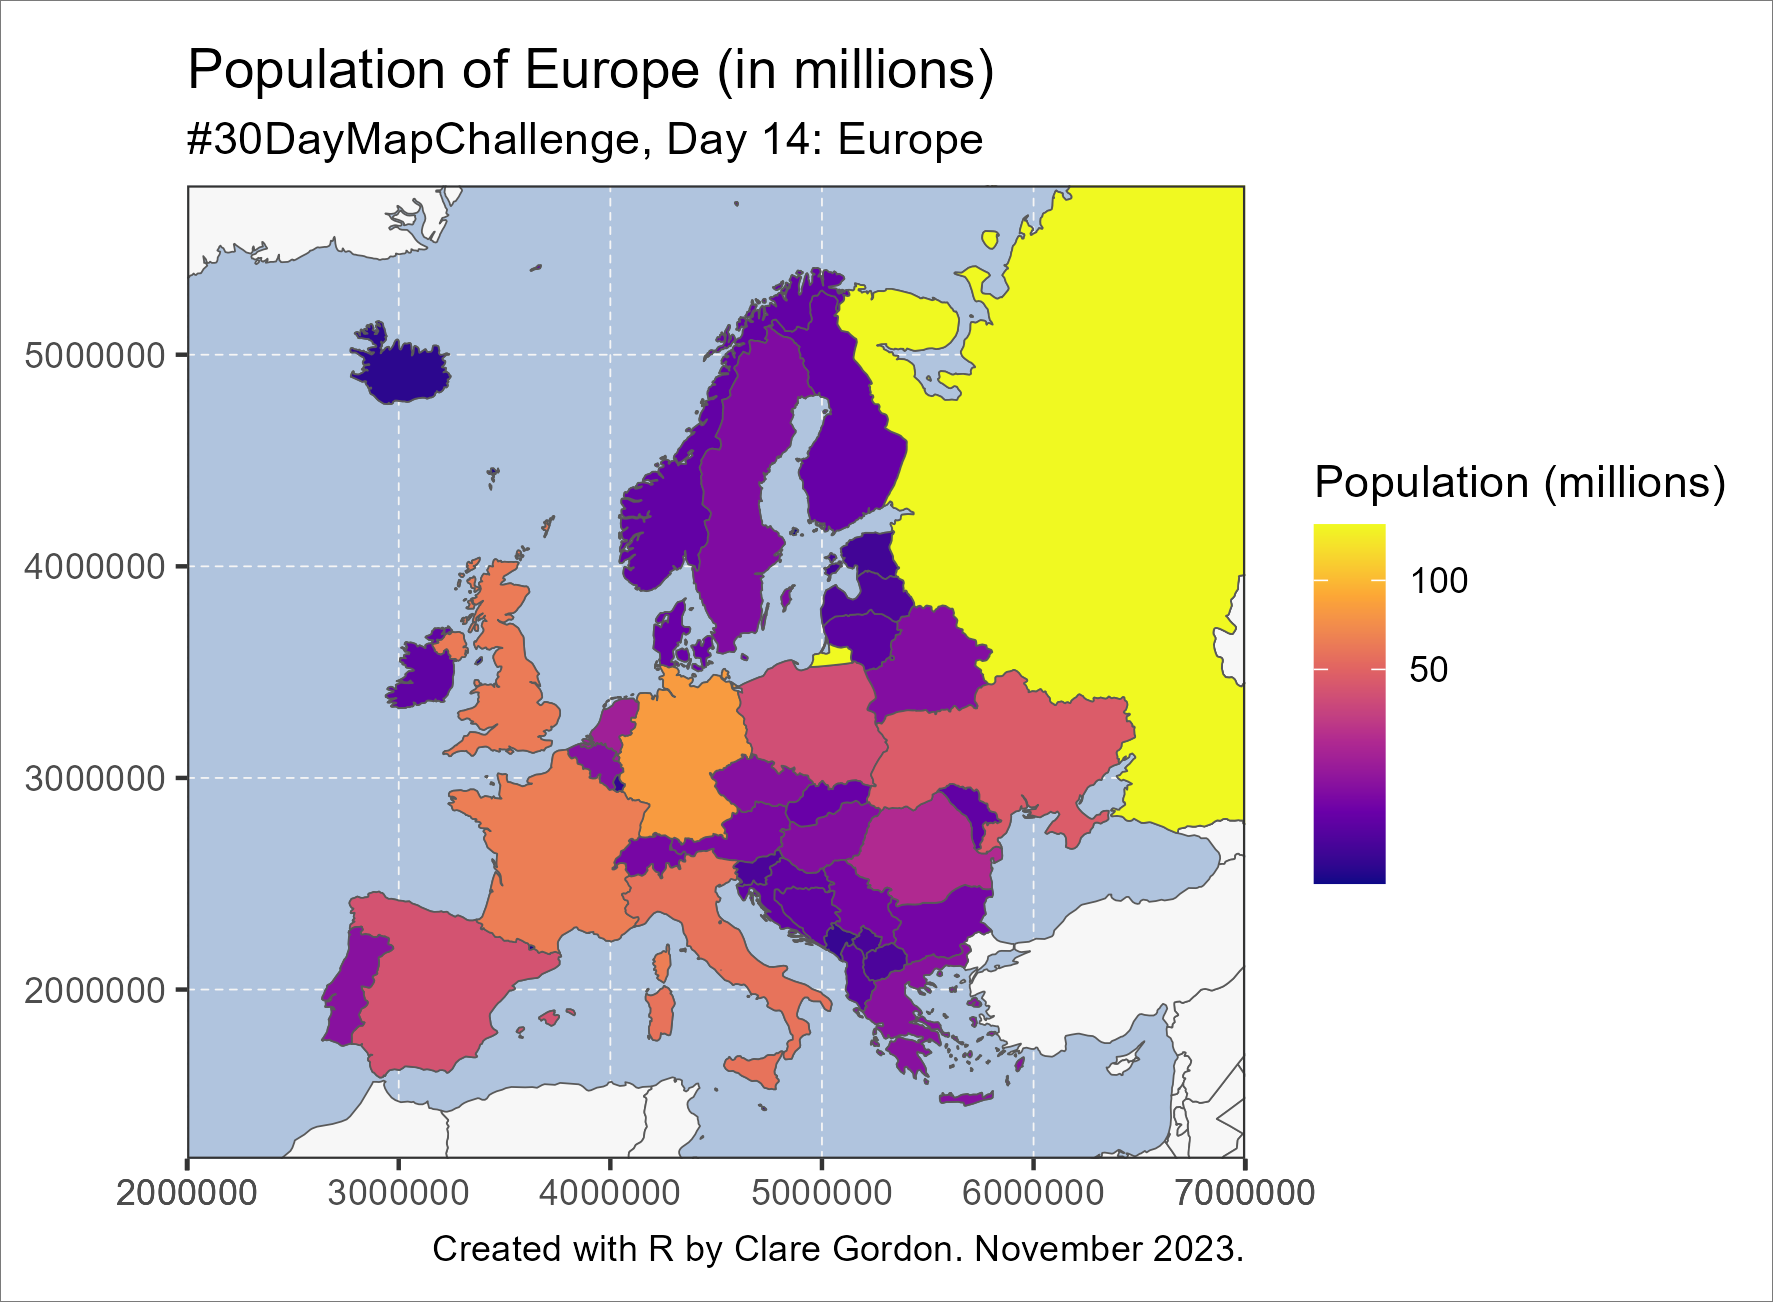 Population of Europe (in millions)
#30DayMapChallenge, Day 14: Europe
5000000
4000000
3000000
2000000
Population (millions)
100
50
2000000 3000000 4000000 5000000 6000000 7000000
Created with R by Clare Gordon. November 2023.